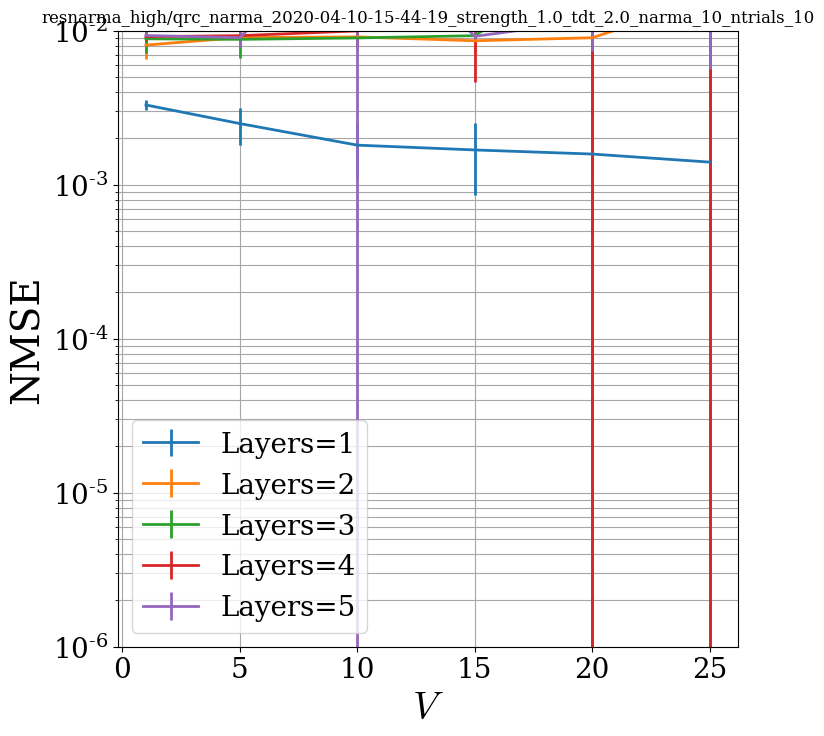 resnarma_high/qrc_narma_2020-04-10-15-44-19_strength_1.0_tdt_2.0_narma_10_ntrials_10
10-2
10-3
10-4
10-5
10-6
NMSE
Layers=1
Layers=2
Layers=3
Layers=4
Layers=5
0 5 10 15 20 25
V